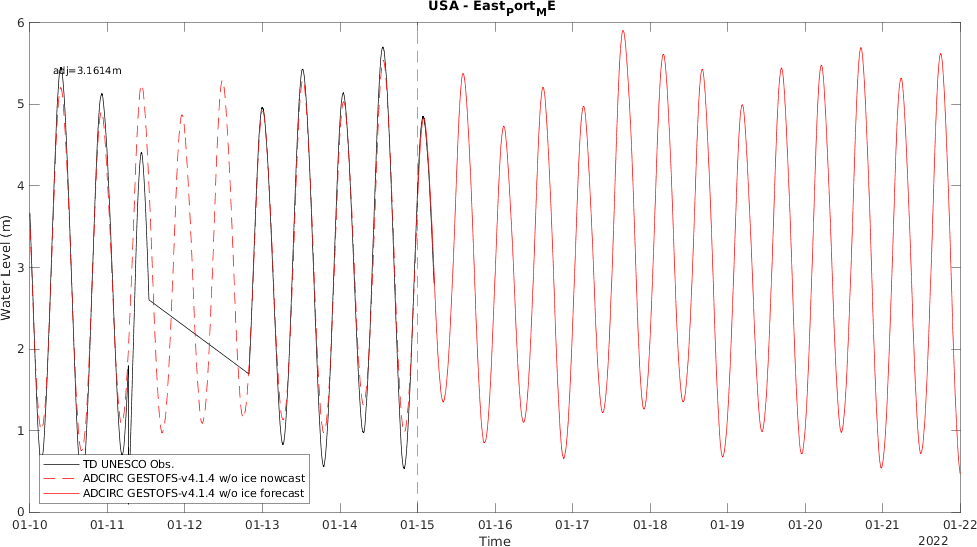 USA - East_Port_ME
adj=3.1614m
6
5
4
3
2
1
0
Water Level (m)
TD UNESCO Obs.
ADCIRC GESTOFS-v4.1.4 w/o ice nowcast
ADCIRC GESTOFS-v4.1.4 w/o ice forecast
01-10 01-11 01-12 01-13 01-14 01-15 01-16 01-17 01-18 01-19 01-20 01-21 01-22
Time
2022